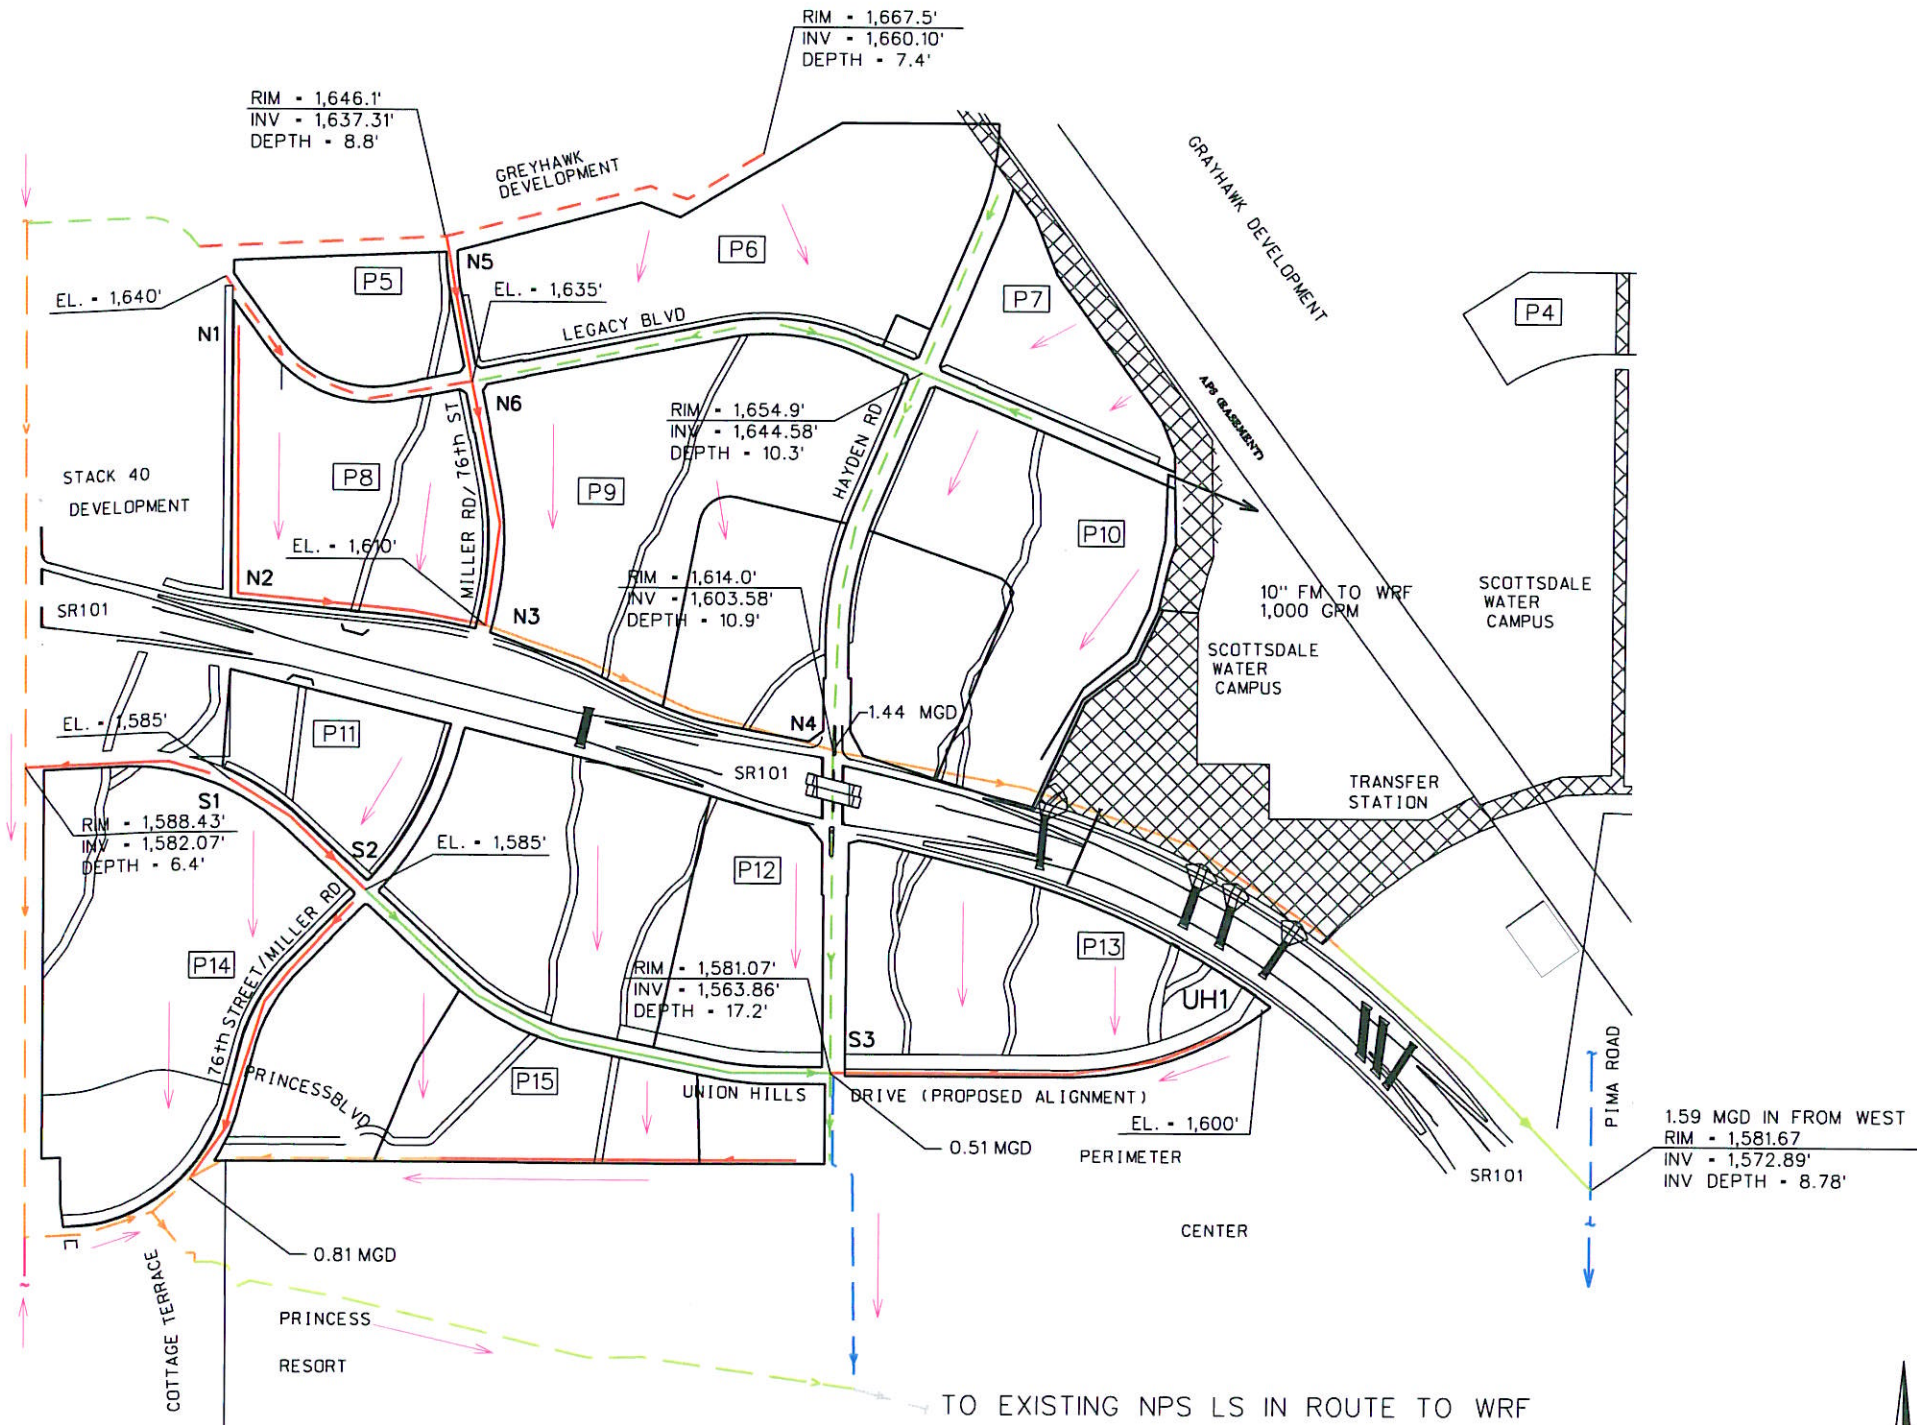 RIM - 1,667.5'
INV - 1,660.10'
DEPTH - 7.4'
RIM - 1,646.1'
INV - 1,637.31'
DEPTH - 8.8'
GREYHAWK
DEVELOPMENT
GRAYHAWK DEVELOPMENT
P6
P5
N5
EL. - 1,640'
EL. - 1,635'
P7
P4
N1
LEGACY BLVD
APS (EASEMENT)
N6
RIM - 1,654.9'
INV - 1,644.58'
DEPTH - 10.3'
HAYDEN RD
MILLER RD/ 76th ST
STACK 40
DEVELOPMENT
P8
P9
P10
EL. - 1,610'
N2
RIM - 1,614.0'
INV - 1,603.58'
DEPTH - 10.9'
10" FM TO WRF
1,000 GPM
SCOTTSDALE
WATER
CAMPUS
SR101
N3
SCOTTSDALE
WATER
CAMPUS
EL. - 1,585'
P11
N4
1.44 MGD
SR101
TRANSFER
STATION
S1
RIM - 1,588.43'
INV - 1,582.07'
DEPTH - 6.4'
S2
EL. - 1,585'
P12
76th STREET/MILLER RD
P14
P13
RIM - 1,581.07'
INV - 1,563.86'
DEPTH - 17.2'
UH1
S3
PRINCESS BLVD
P15
UNION HILLS
DRIVE (PROPOSED ALIGNMENT)
EL. - 1,600'
PIMA ROAD
1.59 MGD IN FROM WEST
RIM - 1,581.67
INV - 1,572.89'
INV DEPTH - 8.78'
0.51 MGD
PERIMETER
SR101
CENTER
0.81 MGD
COTTAGE TERRACE
PRINCESS
RESORT
TO EXISTING NPS LS IN ROUTE TO WRF